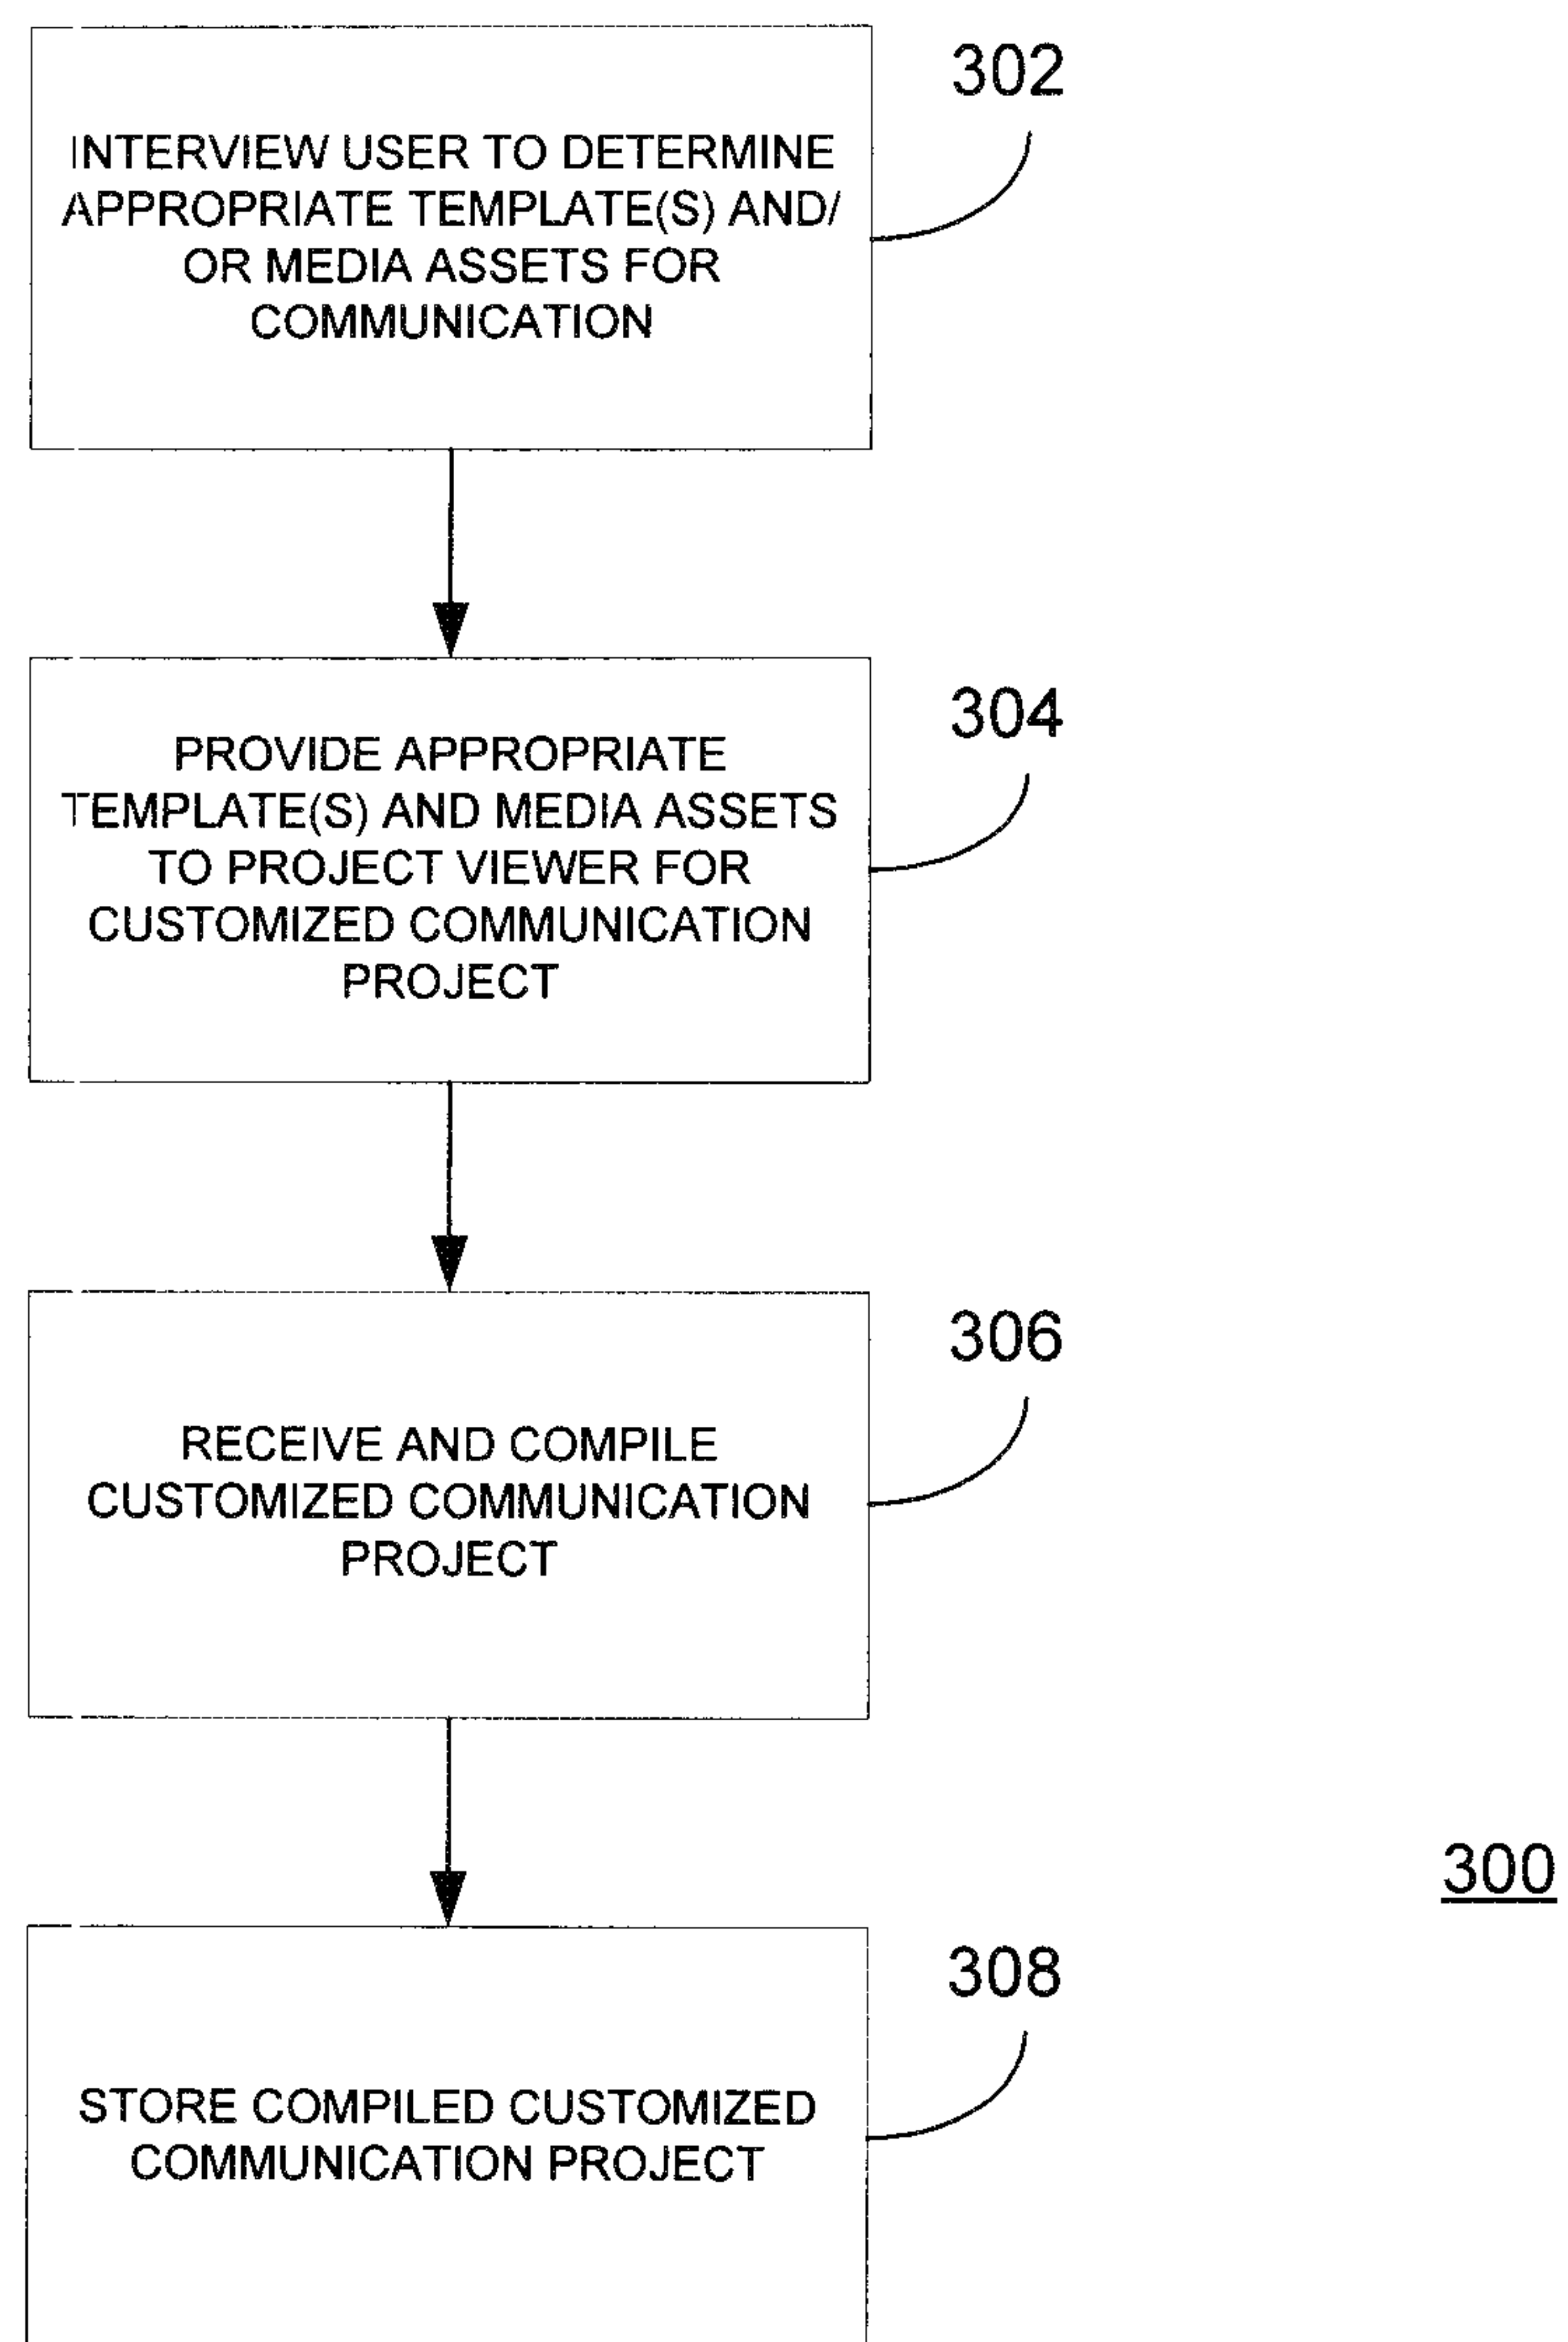 302
INTERVIEW USER TO DETERMINE
APPROPRIATE TEMPLATE(S) AND/
OR MEDIA ASSETS FOR
COMMUNICATION
304
PROVIDE APPROPRIATE
TEMPLATE(S) AND MEDIA ASSETS
TO PROJECT VIEWER FOR
CUSTOMIZED COMMUNICATION
PROJECT
306
RECEIVE AND COMPILE
CUSTOMIZED COMMUNICATION
PROJECT
300
308
STORE COMPILED CUSTOMIZED
COMMUNICATION PROJECT